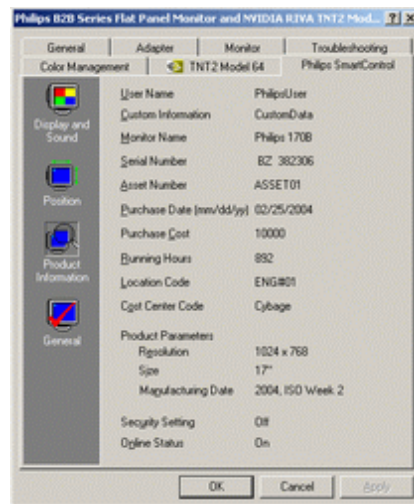 Philips B2B Series Flat Panel Monitor and NVIDIA RIVA TNT2 Mod...
General Adapter Monitor Troubleshooting
Color Management TNT2 Model 64 Philips SmartControl
Display and Sound
Position
Product Information
General
User Name PhilipsUser
Custom Information CustomData
Monitor Name Philips 170B
Serial Number BZ 382306
Asset Number ASSET01
Purchase Date (mm/dd/yy) 02/25/2004
Purchase Cost 10000
Running Hours 892
Location Code ENG#01
Cost Center Code Cybage
Product Parameters
Resolution 1024 x 768
Size 17"
Manufacturing Date 2004, ISO Week 2
Security Setting Off
Online Status On
OK Cancel Apply